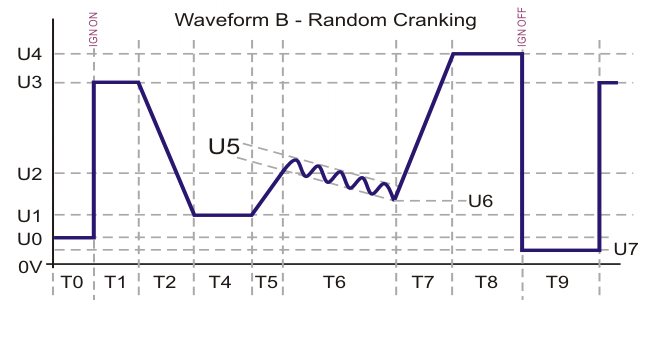 Waveform B - Random Cranking
IGN ON
IGN OFF
U4
U3
U5
U2
U6
U1
U0
U7
0V
T0 T1 T2 T4 T5 T6 T7 T8 T9